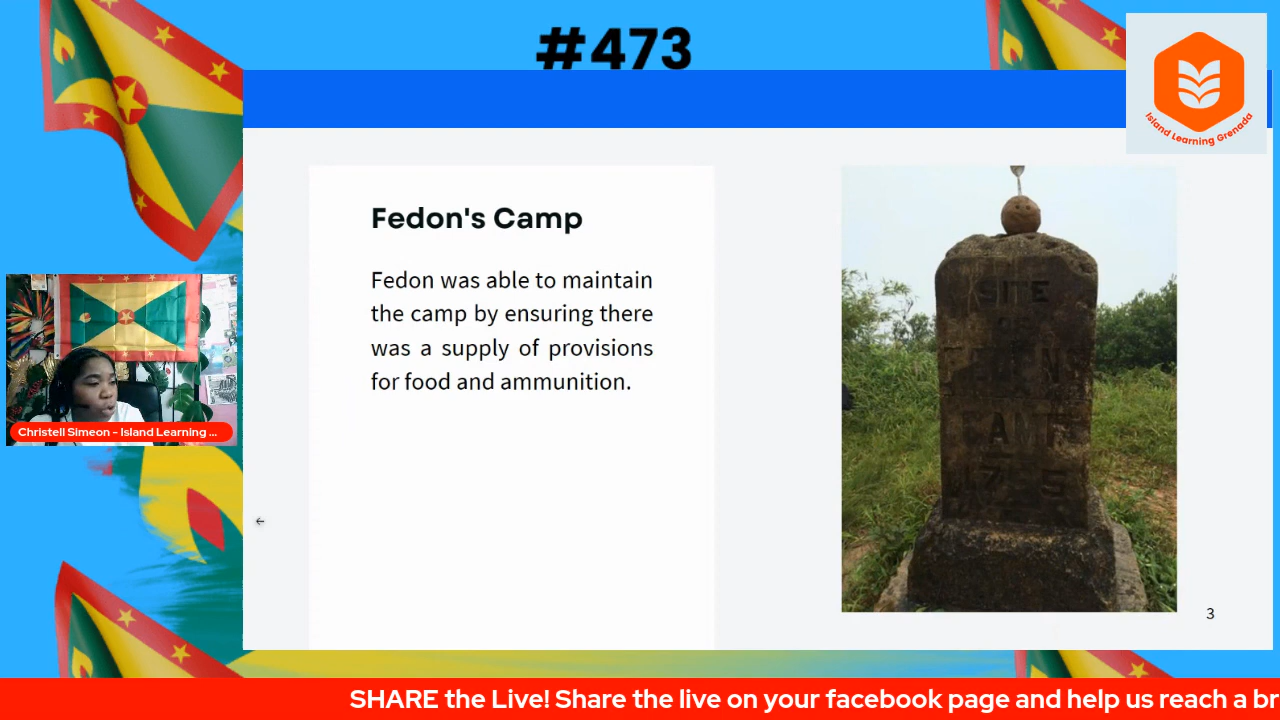 #473
Island Learning Grenada
Fedon's Camp
Fedon was able to maintain
the camp by ensuring there
was a supply of provisions
for food and ammunition.
SITE
Christell Simeon - Island Learning ...
3
SHARE the Live! Share the live on your facebook page and help us reach a br